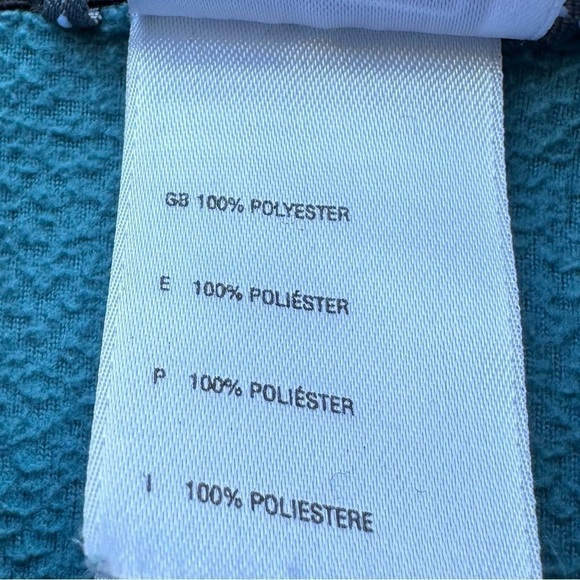 GB 100% POLYESTER
E 100% POLIÉSTER
P 100% POLIÉSTER
I 100% POLIESTERE